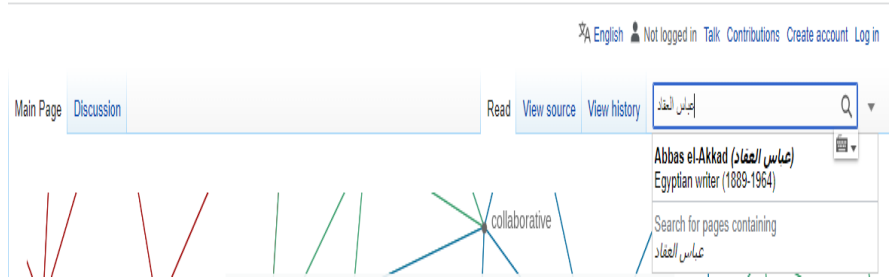 English Not logged in Talk Contributions Create account Log in
Main Page Discussion Read View source View history عباس العقاد
Abbas el-Akkad (عباس العقاد)
Egyptian writer (1889-1964)
collaborative
Search for pages containing
عباس العقاد